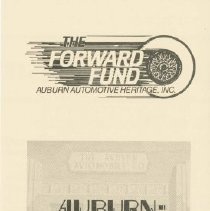 THE
FORWARD
FUND
AUBURN AUTOMOTIVE HERITAGE, INC.
AUBURN